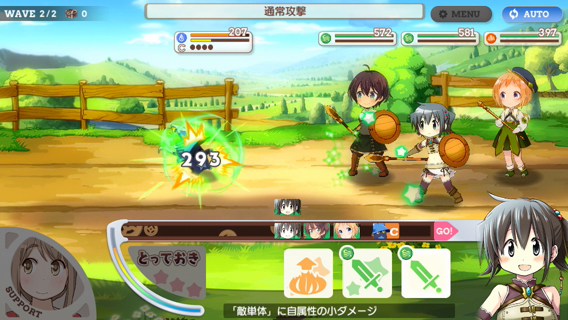 WAVE 2/2 0
通常攻撃
MENU
AUTO
207
C
572
581
397
293
C
GO!
とっておき
SUPPORT
「敵単体」に自属性の小ダメージ